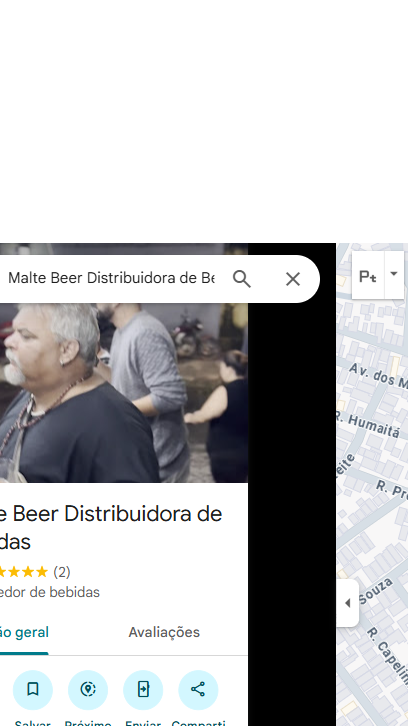 Malte Beer Distribuidora de Be
Pt
Av. dos M
R. Humaitá
eite
R. Pr
e Beer Distribuidora de
das
(2)
edor de bebidas
ão geral
Avaliações
Souza
R. Capelin
Salvar
Próximo
Enviar
Comparti